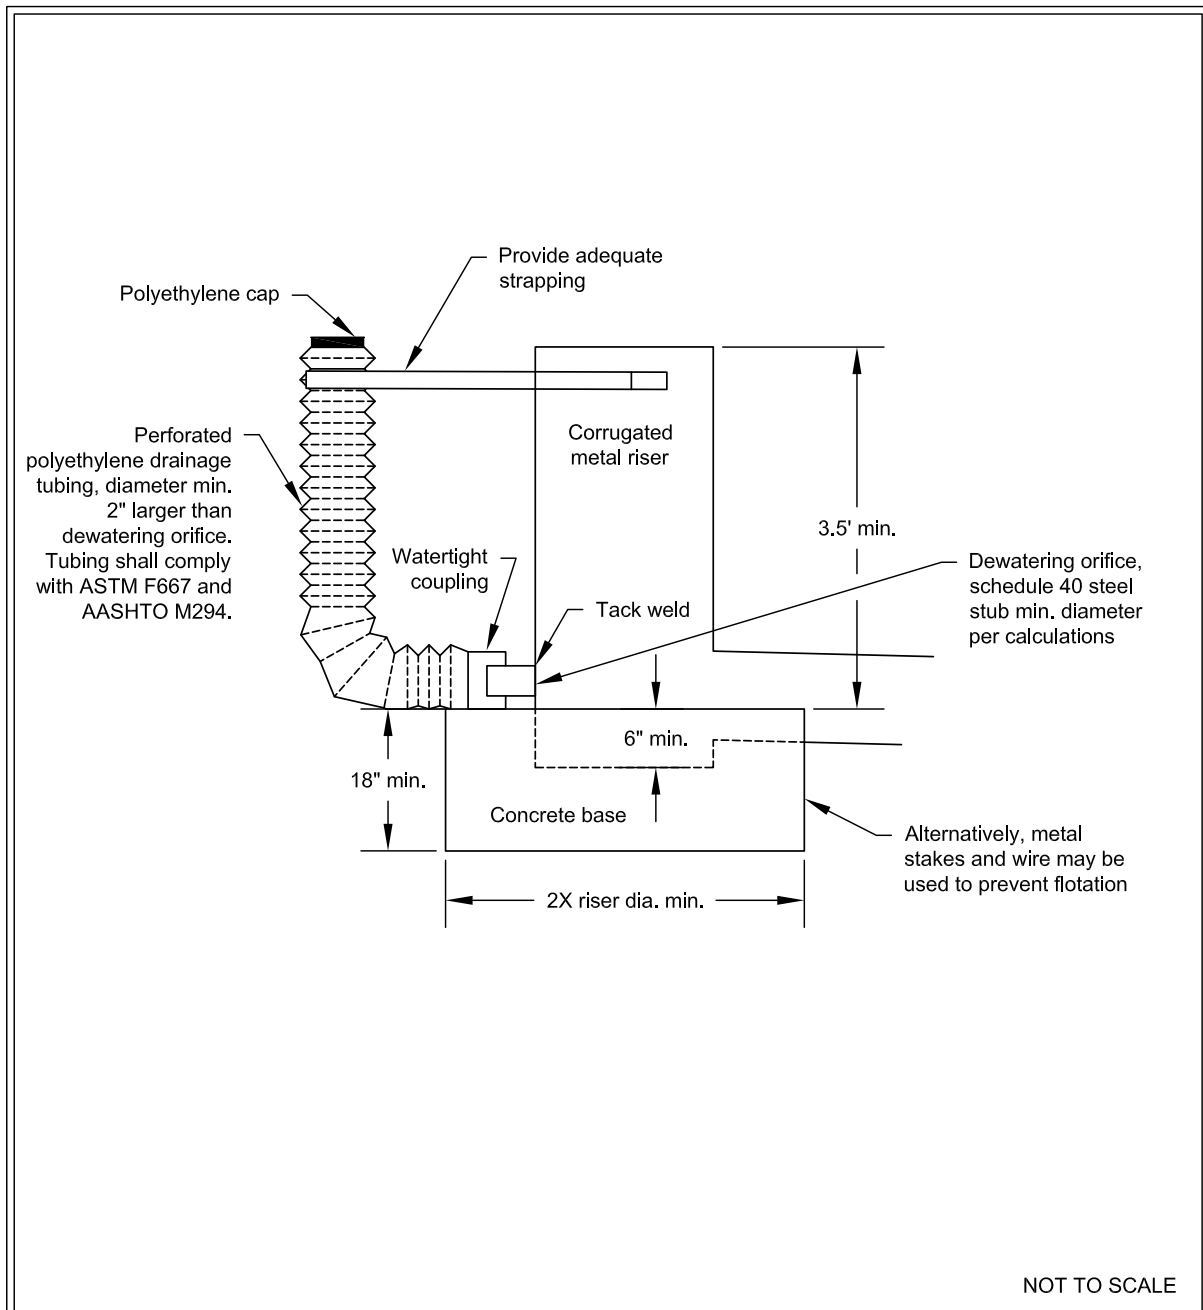 Provide adequate
strapping
Polyethylene cap
Corrugated
metal riser
Perforated
polyethylene drainage
tubing, diameter min.
2" larger than
dewatering orifice.
Tubing shall comply
with ASTM F667 and
AASHTO M294.
3.5' min.
Watertight
coupling
Tack weld
Dewatering orifice,
schedule 40 steel
stub min. diameter
per calculations
6" min.
18" min.
Concrete base
Alternatively, metal
stakes and wire may be
used to prevent flotation
2X riser dia. min.
NOT TO SCALE